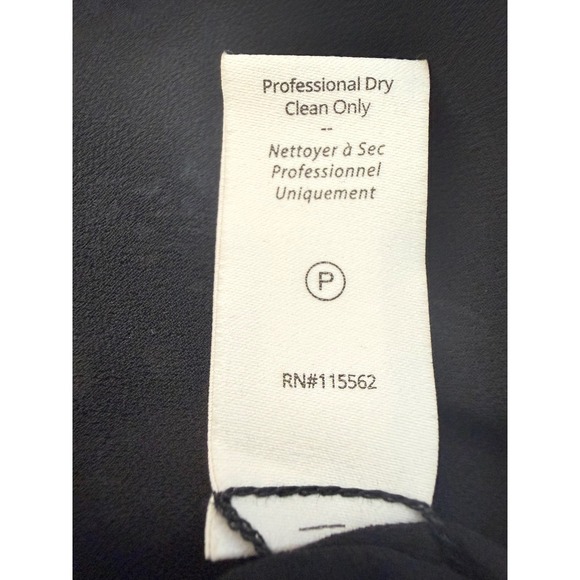 Professional Dry
Clean Only
--
Nettoyer à Sec
Professionnel
Uniquement
P
RN#115562